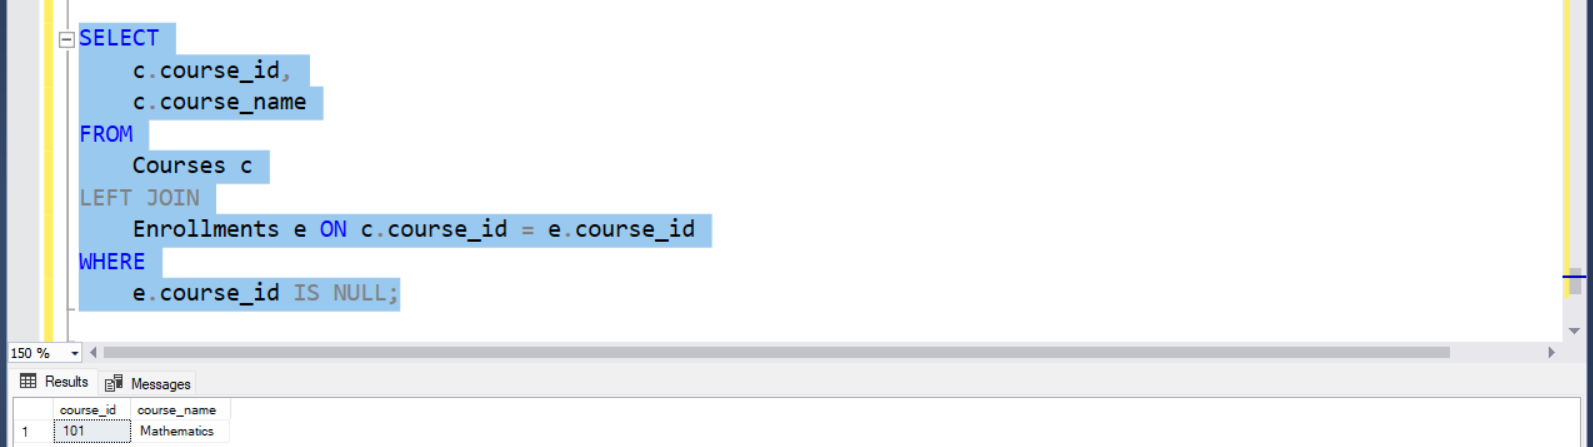 SELECT
    c.course_id,
    c.course_name
FROM
    Courses c
LEFT JOIN
    Enrollments e ON c.course_id = e.course_id
WHERE
    e.course_id IS NULL;
150 %
Results Messages
course_id course_name
1 101 Mathematics